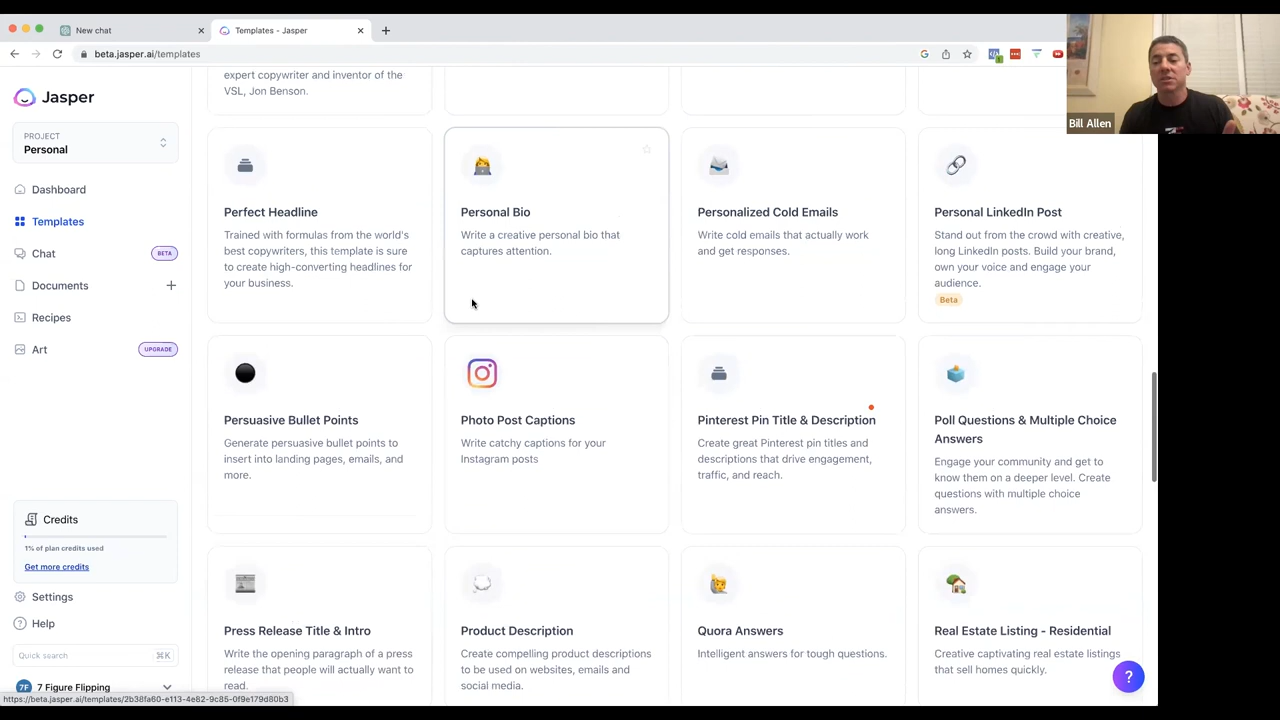 New chat
Templates - Jasper
beta.jasper.ai/templates
Bill Allen
Jasper
PROJECT
Personal
Dashboard
Templates
Chat
BETA
Documents
Recipes
Art
UPGRADE
Credits
1% of plan credits used
Get more credits
Settings
Help
Quick search
⌘K
7F
7 Figure Flipping
https://beta.jasper.ai/templates/2b38fa60-e113-4e82-9c85-0f9e179d80b3
expert copywriter and inventor of the
VSL, Jon Benson.
Perfect Headline
Trained with formulas from the world's
best copywriters, this template is sure
to create high-converting headlines for
your business.
Personal Bio
Write a creative personal bio that
captures attention.
Personalized Cold Emails
Write cold emails that actually work
and get responses.
Personal LinkedIn Post
Stand out from the crowd with creative,
long LinkedIn posts. Build your brand,
own your voice and engage your
audience.
Beta
Persuasive Bullet Points
Generate persuasive bullet points to
insert into landing pages, emails, and
more.
Photo Post Captions
Write catchy captions for your
Instagram posts
Pinterest Pin Title & Description
Create great Pinterest pin titles and
descriptions that drive engagement,
traffic, and reach.
Poll Questions & Multiple Choice
Answers
Engage your community and get to
know them on a deeper level. Create
questions with multiple choice
answers.
Press Release Title & Intro
Write the opening paragraph of a press
release that people will actually want to
read.
Product Description
Create compelling product descriptions
to be used on websites, emails and
social media.
Quora Answers
Intelligent answers for tough questions.
Real Estate Listing - Residential
Creative captivating real estate listings
that sell homes quickly.
?